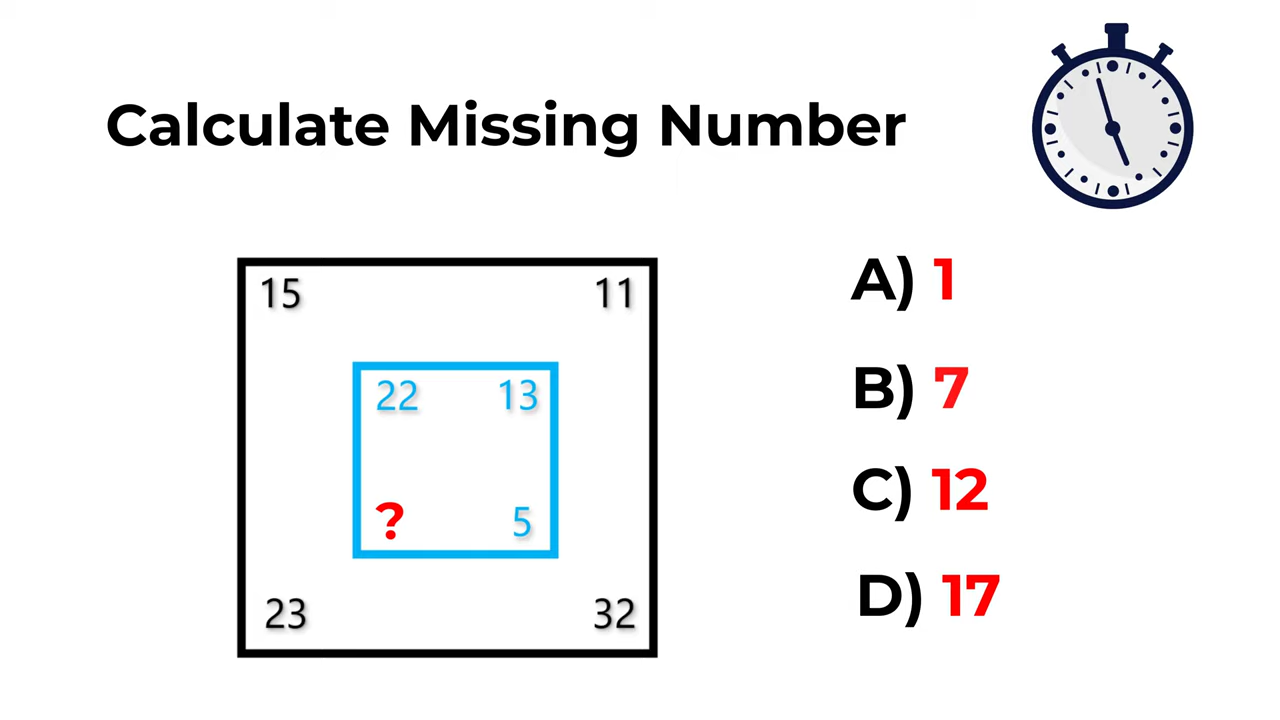 Calculate Missing Number
15 11
22 13
? 5
23 32
A) 1
B) 7
C) 12
D) 17